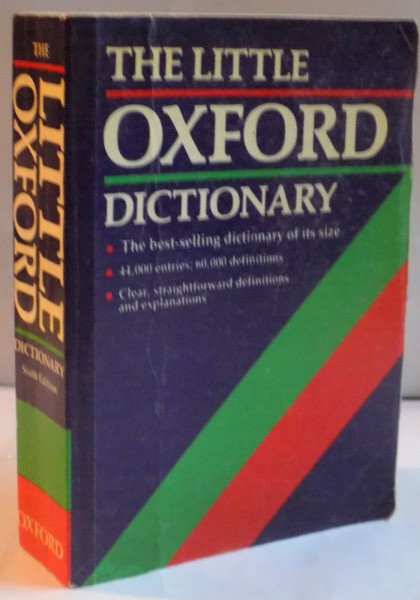 THE
LITTLE
OXFORD
DICTIONARY
Sixth Edition
OXFORD
THE LITTLE
OXFORD
DICTIONARY
The best-selling dictionary of its size
44,000 entries; 60,000 definitions
Clear, straightforward definitions
and explanations